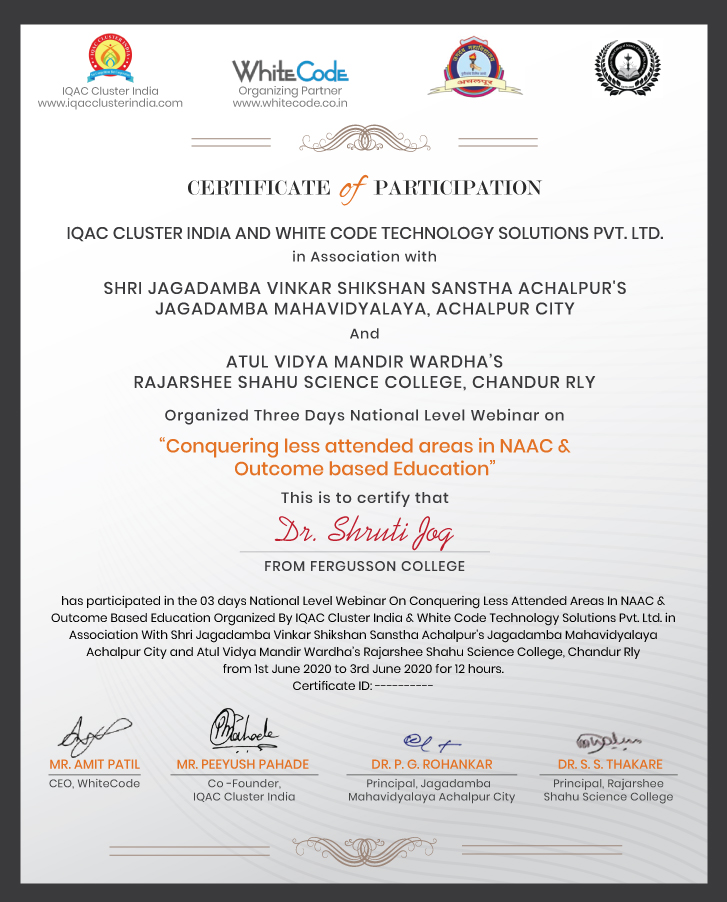 IQAC CLUSTER INDIA
IQAC Cluster India
www.iqacclusterindia.com
WHiTECODE
Organizing Partner
www.whitecode.co.in
अचलपूर
CERTIFICATE of PARTICIPATION
IQAC CLUSTER INDIA AND WHITE CODE TECHNOLOGY SOLUTIONS PVT. LTD.
in Association with
SHRI JAGADAMBA VINKAR SHIKSHAN SANSTHA ACHALPUR'S
JAGADAMBA MAHAVIDYALAYA, ACHALPUR CITY
And
ATUL VIDYA MANDIR WARDHA’S
RAJARSHEE SHAHU SCIENCE COLLEGE, CHANDUR RLY
Organized Three Days National Level Webinar on
“Conquering less attended areas in NAAC &
Outcome based Education”
This is to certify that
Dr. Shruti Jog
FROM FERGUSSON COLLEGE
has participated in the 03 days National Level Webinar On Conquering Less Attended Areas In NAAC &
Outcome Based Education Organized By IQAC Cluster India & White Code Technology Solutions Pvt. Ltd. in
Association With Shri Jagadamba Vinkar Shikshan Sanstha Achalpur's Jagadamba Mahavidyalaya
Achalpur City and Atul Vidya Mandir Wardha's Rajarshee Shahu Science College, Chandur Rly
from 1st June 2020 to 3rd June 2020 for 12 hours.
Certificate ID: ----------
MR. AMIT PATIL
CEO, WhiteCode
MR. PEEYUSH PAHADE
Co -Founder,
IQAC Cluster India
DR. P. G. ROHANKAR
Principal, Jagadamba
Mahavidyalaya Achalpur City
DR. S. S. THAKARE
Principal, Rajarshee
Shahu Science College